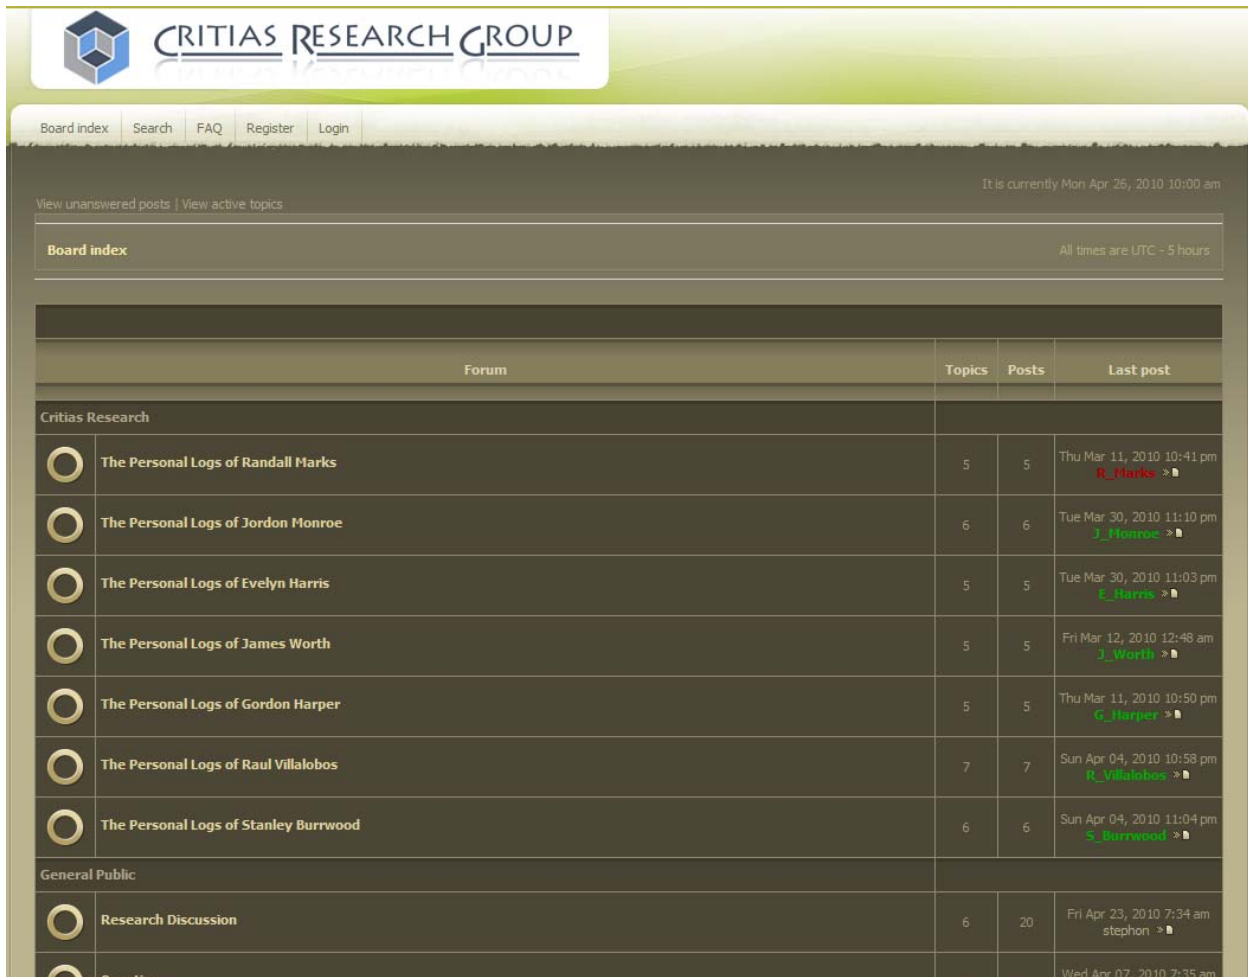 CRITIAS RESEARCH GROUP
Board index Search FAQ Register Login
It is currently Mon Apr 26, 2010 10:00 am
View unanswered posts | View active topics
Board index All times are UTC - 5 hours
Forum Topics Posts Last post
Critias Research
The Personal Logs of Randall Marks 5 5 Thu Mar 11, 2010 10:41 pm
R_Marks
The Personal Logs of Jordon Monroe 6 6 Tue Mar 30, 2010 11:10 pm
J_Monroe
The Personal Logs of Evelyn Harris 5 5 Tue Mar 30, 2010 11:03 pm
E_Harris
The Personal Logs of James Worth 5 5 Fri Mar 12, 2010 12:48 am
J_Worth
The Personal Logs of Gordon Harper 5 5 Thu Mar 11, 2010 10:50 pm
G_Harper
The Personal Logs of Raul Villalobos 7 7 Sun Apr 04, 2010 10:58 pm
R_Villalobos
The Personal Logs of Stanley Burrwood 6 6 Sun Apr 04, 2010 11:04 pm
S_Burrwood
General Public
Research Discussion 6 20 Fri Apr 23, 2010 7:34 am
stephon
Wed Apr 07, 2010 7:35 am